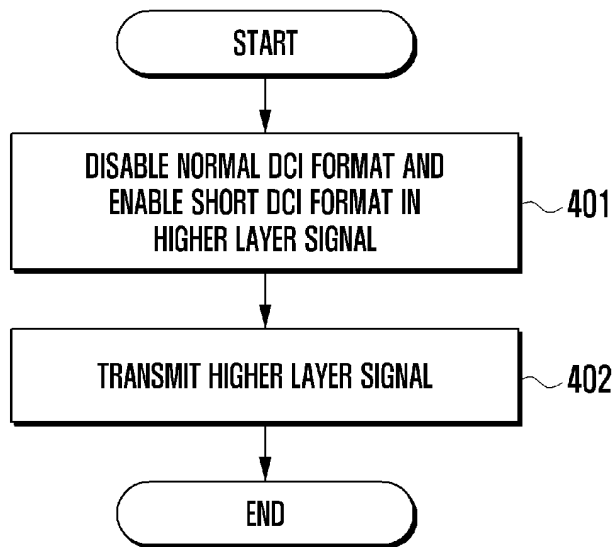 START
DISABLE NORMAL DCI FORMAT AND
ENABLE SHORT DCI FORMAT IN
HIGHER LAYER SIGNAL
401
TRANSMIT HIGHER LAYER SIGNAL
402
END